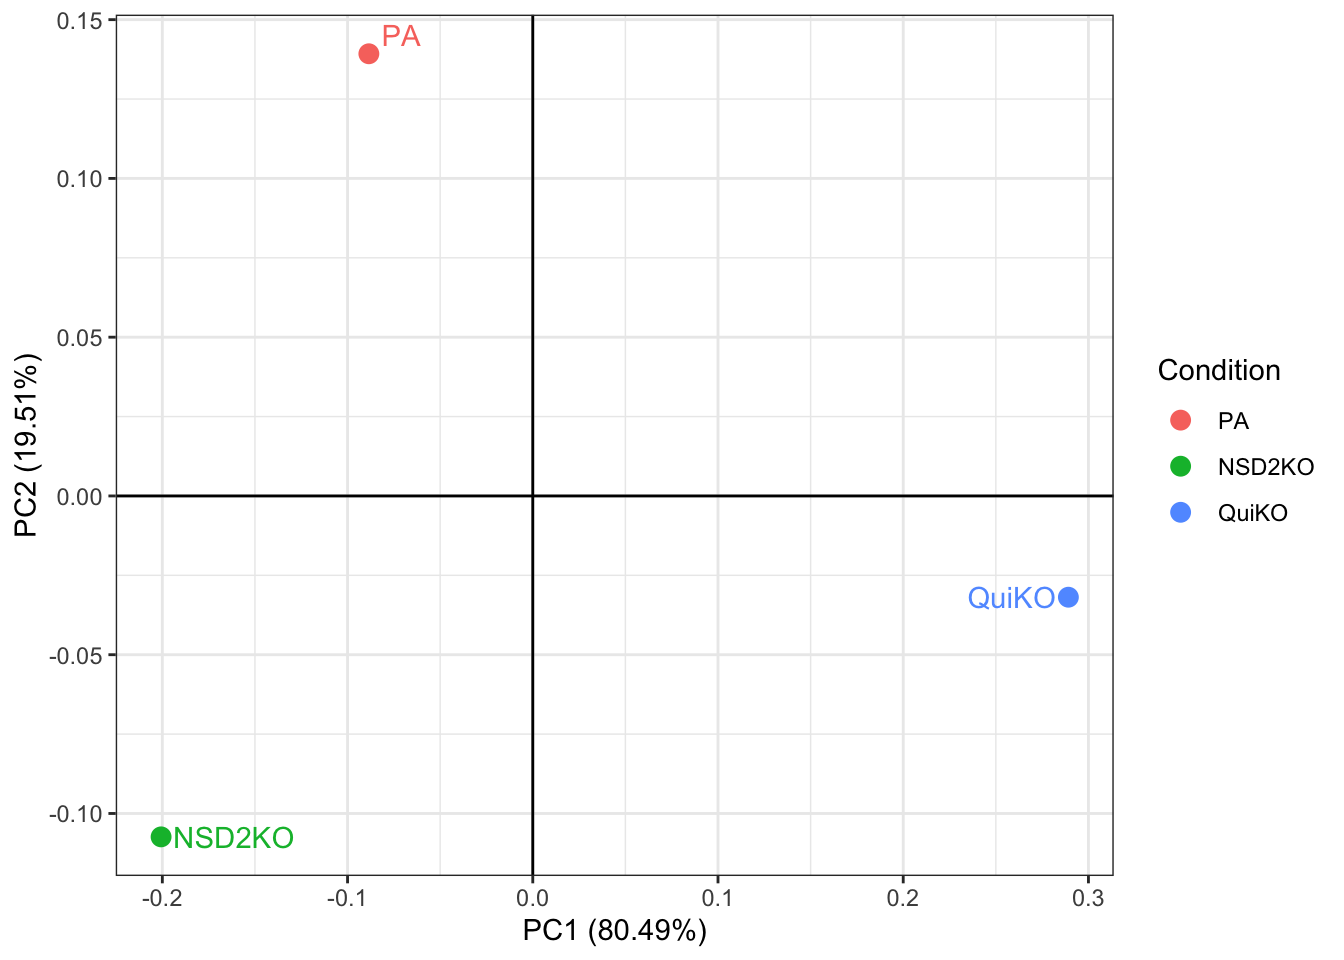 0.15
0.10
0.05
0.00
-0.05
-0.10
PC2 (19.51%)
PA
QuiKO
NSD2KO
-0.2
-0.1
0.0
0.1
0.2
0.3
PC1 (80.49%)
Condition
PA
NSD2KO
QuiKO